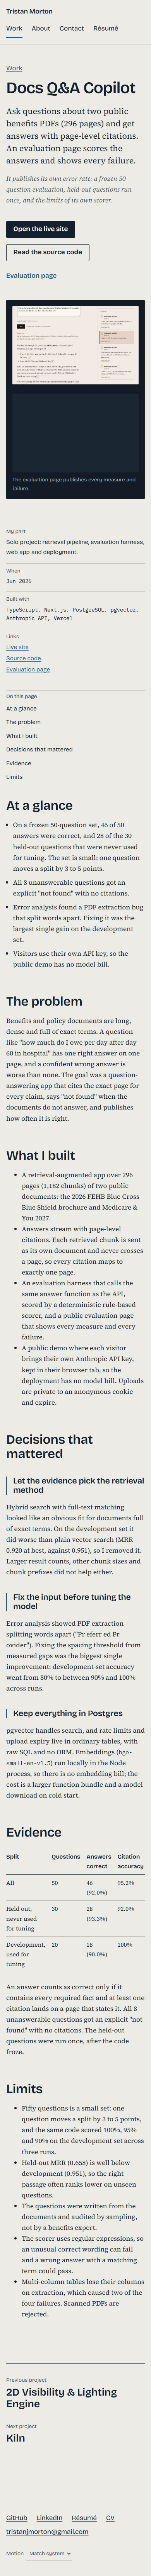 Tristan Morton
Work About Contact Résumé
Work
Docs Q&A Copilot
Ask questions about two public
benefits PDFs (296 pages) and get
answers with page-level citations.
An evaluation page scores the
answers and shows every failure.
It publishes its own error rate: a frozen 50-
question evaluation, held-out questions run
once, and the limits of its own scorer.
Open the live site
Read the source code
Evaluation page
The evaluation page publishes every measure and
failure.
My part
Solo project: retrieval pipeline, evaluation harness,
web app and deployment.
When
Jun 2026
Built with
TypeScript, Next.js, PostgreSQL, pgvector,
Anthropic API, Vercel
Links
Live site
Source code
Evaluation page
On this page
At a glance
The problem
What I built
Decisions that mattered
Evidence
Limits
At a glance
On a frozen 50-question set, 46 of 50
answers were correct, and 28 of the 30
held-out questions that were never used
for tuning. The set is small: one question
moves a split by 3 to 5 points.
All 8 unanswerable questions got an
explicit "not found" with no citations.
Error analysis found a PDF extraction bug
that split words apart. Fixing it was the
largest single gain on the development
set.
Visitors use their own API key, so the
public demo has no model bill.
The problem
Benefits and policy documents are long,
dense and full of exact terms. A question
like "how much do I owe per day after day
60 in hospital" has one right answer on one
page, and a confident wrong answer is
worse than none. The goal was a question-
answering app that cites the exact page for
every claim, says "not found" when the
documents do not answer, and publishes
how often it is right.
What I built
A retrieval-augmented app over 296
pages (1,182 chunks) of two public
documents: the 2026 FEHB Blue Cross
Blue Shield brochure and Medicare &
You 2027.
Answers stream with page-level
citations. Each retrieved chunk is sent
as its own document and never crosses
a page, so every citation maps to
exactly one page.
An evaluation harness that calls the
same answer function as the API,
scored by a deterministic rule-based
scorer, and a public evaluation page
that shows every measure and every
failure.
A public demo where each visitor
brings their own Anthropic API key,
kept in their browser tab, so the
deployment has no model bill. Uploads
are private to an anonymous cookie
and expire.
Decisions that
mattered
Let the evidence pick the retrieval
method
Hybrid search with full-text matching
looked like an obvious fit for documents full
of exact terms. On the development set it
did worse than plain vector search (MRR
0.920 at best, against 0.951), so I removed it.
Larger result counts, other chunk sizes and
chunk prefixes did not help either.
Fix the input before tuning the
model
Error analysis showed PDF extraction
splitting words apart ("Pr eferr ed Pr
ovider"). Fixing the spacing threshold from
measured gaps was the biggest single
improvement: development-set accuracy
went from 80% to between 90% and 100%
across runs.
Keep everything in Postgres
pgvector handles search, and rate limits and
upload expiry live in ordinary tables, with
raw SQL and no ORM. Embeddings (bge-
small-en-v1.5) run locally in the Node
process, so there is no embedding bill; the
cost is a larger function bundle and a model
download on cold start.
Evidence
Split Questions Answers correct Citation accuracy
All 50 46 (92.0%) 95.2%
Held out, never used for tuning 30 28 (93.3%) 92.0%
Development, used for tuning 20 18 (90.0%) 100%
An answer counts as correct only if it
contains every required fact and at least one
citation lands on a page that states it. All 8
unanswerable questions got an explicit "not
found" with no citations. The held-out
questions were run once, after the code
froze.
Limits
Fifty questions is a small set: one
question moves a split by 3 to 5 points,
and the same code scored 100%, 95%
and 90% on the development set across
three runs.
Held-out MRR (0.658) is well below
development (0.951), so the right
passage often ranks lower on unseen
questions.
The questions were written from the
documents and audited by sampling,
not by a benefits expert.
The scorer uses regular expressions, so
an unusual correct wording can fail
and a wrong answer with a matching
term could pass.
Multi-column tables lose their columns
on extraction, which caused two of the
four failures. Scanned PDFs are
rejected.
Previous project
2D Visibility & Lighting
Engine
Next project
Kiln
GitHub LinkedIn Résumé CV
tristanjmorton@gmail.com
Motion Match system